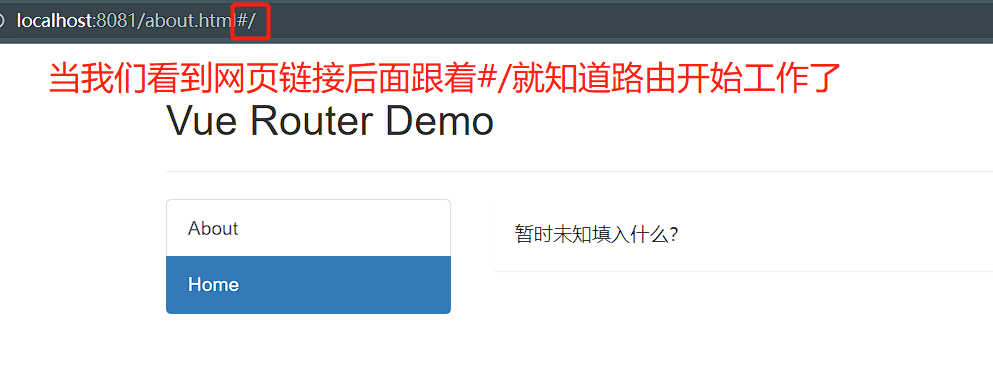 localhost:8081/about.html#/
当我们看到网页链接后面跟着#/就知道路由开始工作了
Vue Router Demo
About
暂时未知填入什么?
Home